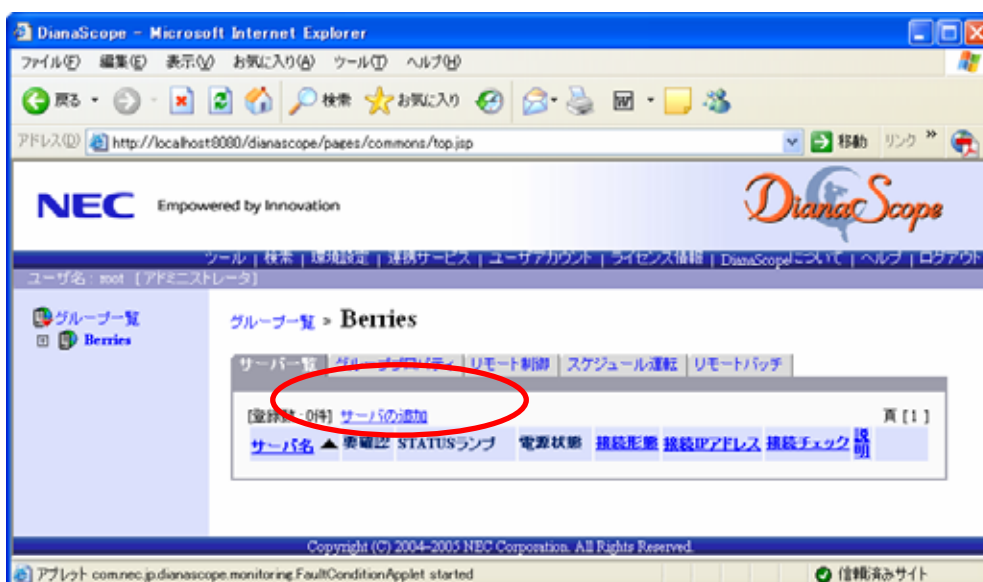 DianaScope - Microsoft Internet Explorer
ファイル(F) 編集(E) 表示(V) お気に入り(A) ツール(T) ヘルプ(H)
戻る 検索 お気に入り
アドレス(D) http://localhost:8080/dianascope/pages/commons/top.jsp 移動 リンク »
NEC Empowered by Innovation DianaScope
ツール | 検索 | 環境設定 | 連携サービス | ユーザアカウント | ライセンス情報 | DianaScopeについて | ヘルプ | ログアウト
ユーザ名 : root [アドミニストレータ]
グループ一覧
Berries
グループ一覧 » Berries
サーバ一覧 グループプロパティ リモート制御 スケジュール運転 リモートバッチ
[登録数 : 0件] サーバの追加 頁 [ 1 ]
サーバ名 ▲ 要確認 STATUSランプ 電源状態 接続形態 接続IPアドレス 接続チェック 説明
Copyright (C) 2004-2005 NEC Corporation. All Rights Reserved.
アプレット com.nec.jp.dianascope.monitoring.FaultConditionApplet started 信頼済みサイト